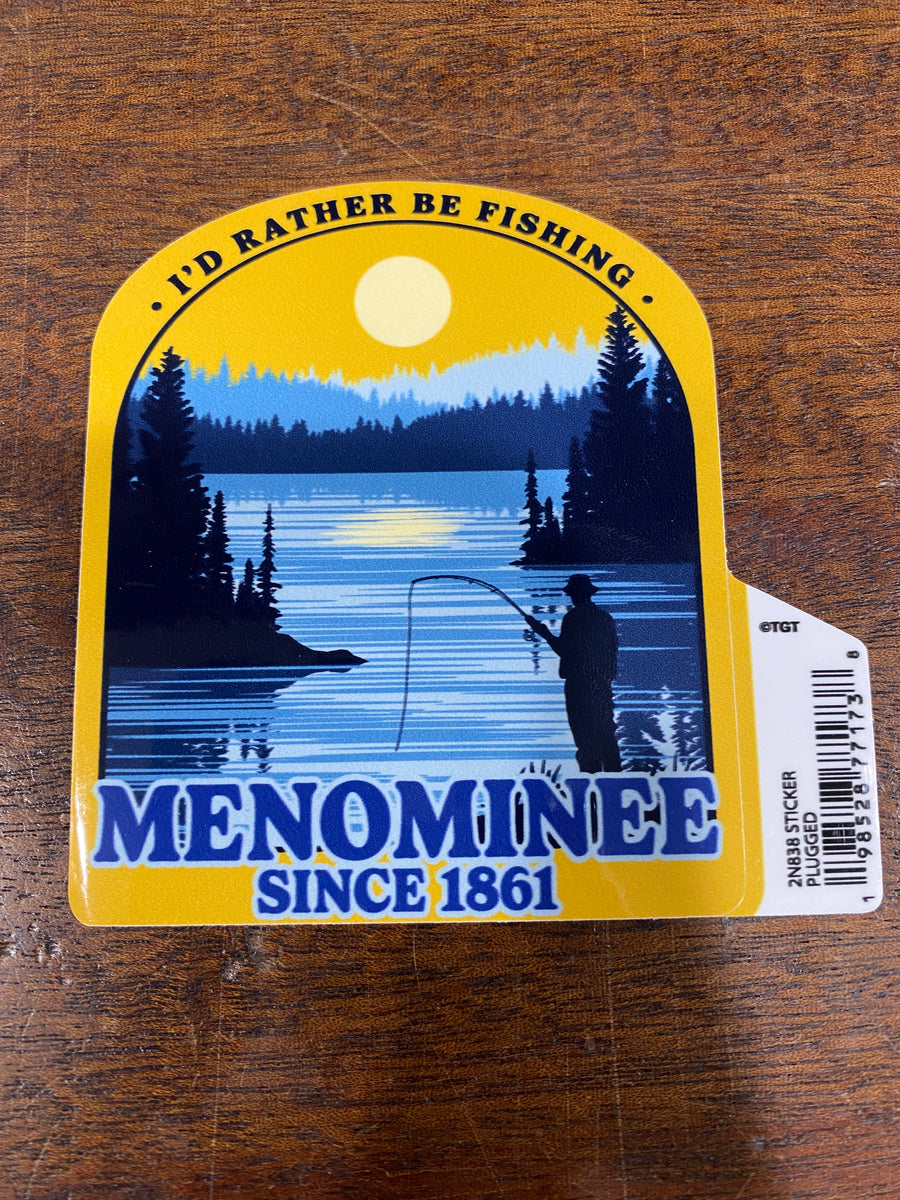 • I'D RATHER BE FISHING •
MENOMINEE
SINCE 1861
©TGT
2N838 STICKER
PLUGGED
1 98528 77173 8